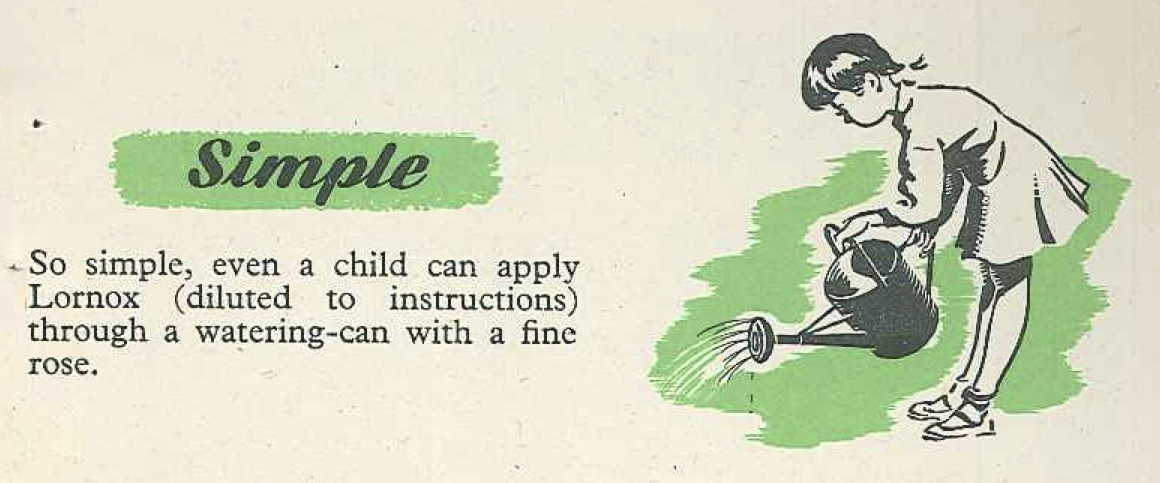 Simple
So simple, even a child can apply
Lornox (diluted to instructions)
through a watering-can with a fine
rose.